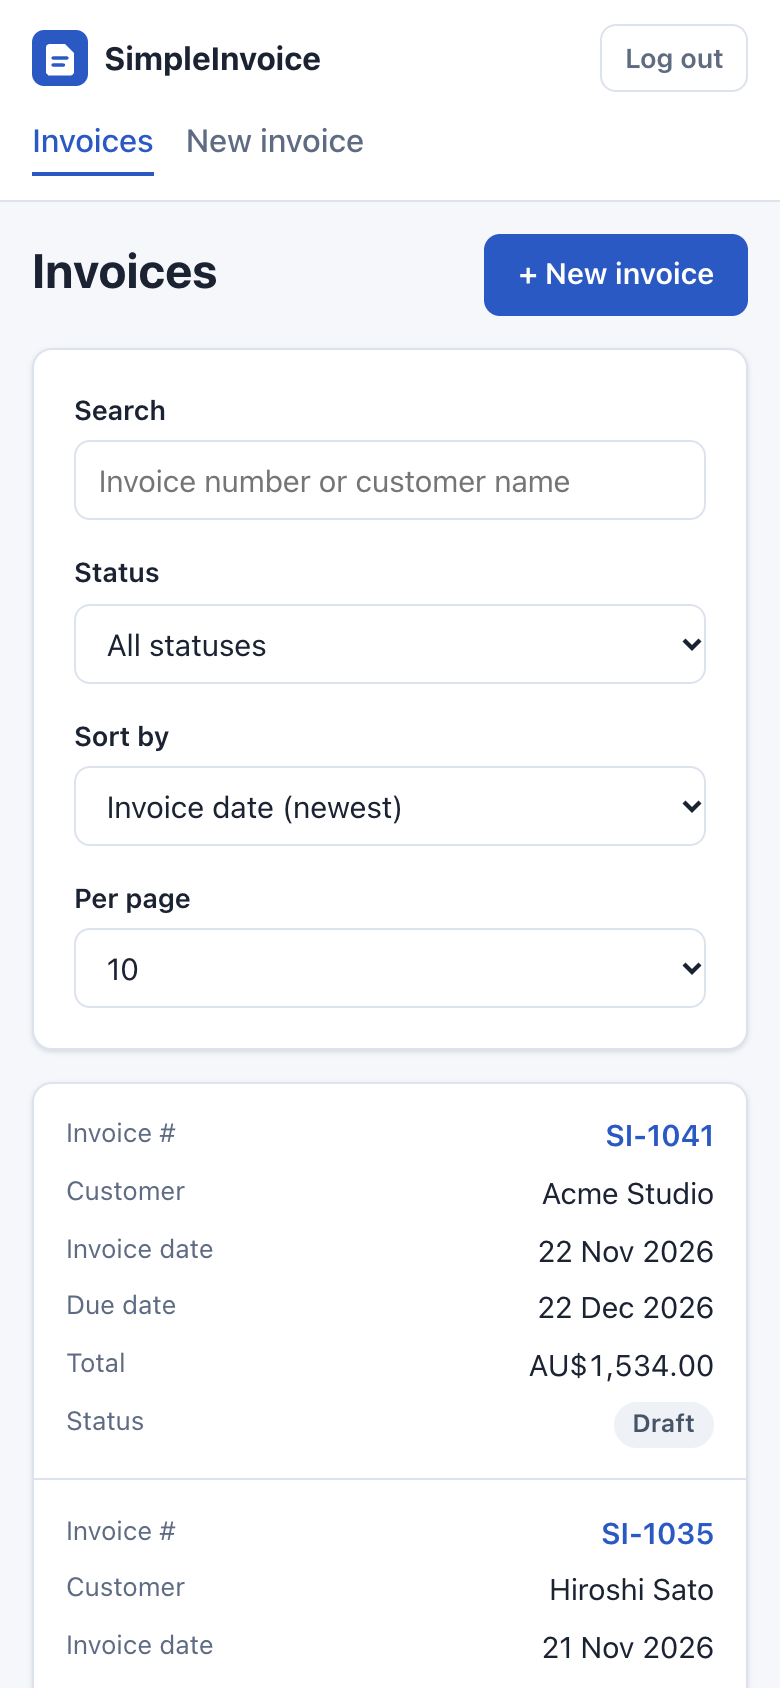 SimpleInvoice
Log out
Invoices
New invoice
Invoices
+ New invoice
Search
Invoice number or customer name
Status
All statuses
Sort by
Invoice date (newest)
Per page
10
Invoice # SI-1041
Customer Acme Studio
Invoice date 22 Nov 2026
Due date 22 Dec 2026
Total AU$1,534.00
Status Draft
Invoice # SI-1035
Customer Hiroshi Sato
Invoice date 21 Nov 2026